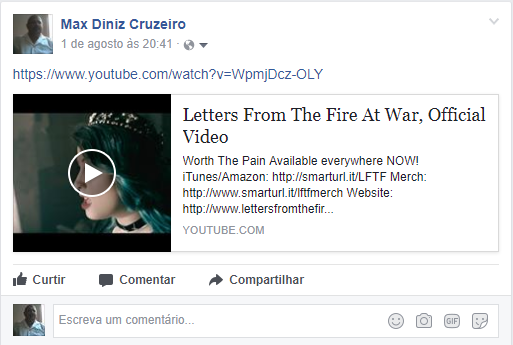 Max Diniz Cruzeiro
1 de agosto às 20:41 ·
https://www.youtube.com/watch?v=WpmjDcz-OLY
Letters From The Fire At War, Official
Video
Worth The Pain Available everywhere NOW!
iTunes/Amazon: http://smarturl.it/LFTF Merch:
http://www.smarturl.it/lftfmerch Website:
http://www.lettersfromthefir...
YOUTUBE.COM
Curtir Comentar Compartilhar
Escreva um comentário...
GIF